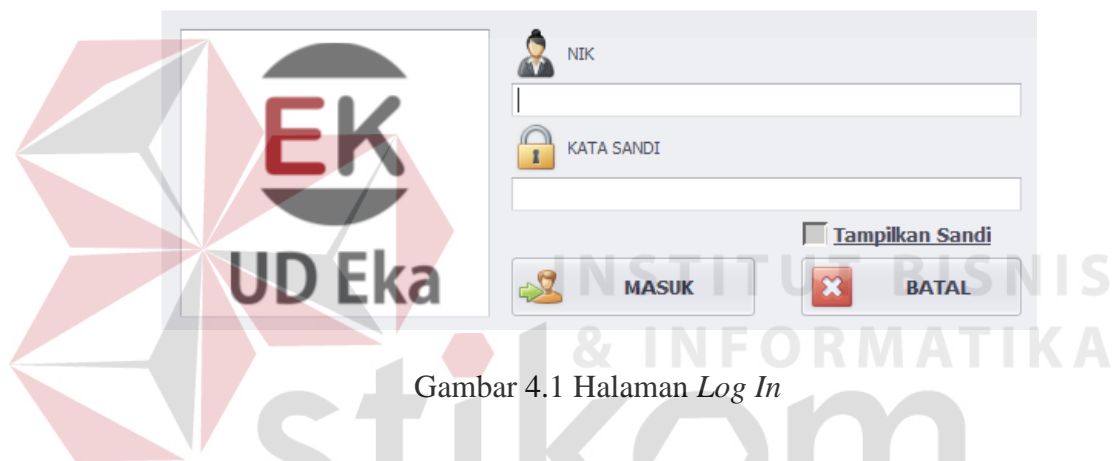 EK
UD Eka
NIK
KATA SANDI
Tampilkan Sandi
MASUK
BATAL
INSTITUT BISNIS
& INFORMATIKA
stikom
Gambar 4.1 Halaman Log In